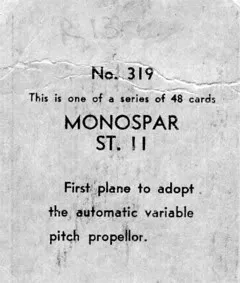 No. 319
This is one of a series of 48 cards
MONOSPAR
ST. 11
First plane to adopt
the automatic variable
pitch propellor.